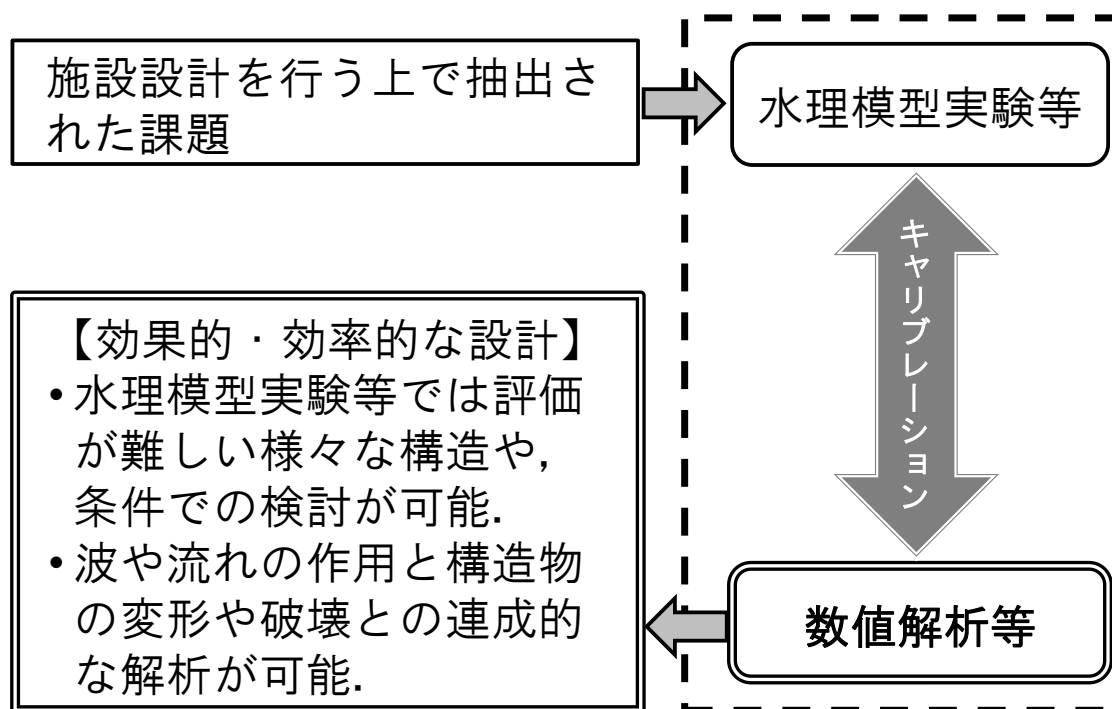 施設設計を行う上で抽出さ
れた課題
水理模型実験等
キャリブレーション
【効果的・効率的な設計】
•水理模型実験等では評価
が難しい様々な構造や,
条件での検討が可能.
•波や流れの作用と構造物
の変形や破壊との連成的
な解析が可能.
数値解析等